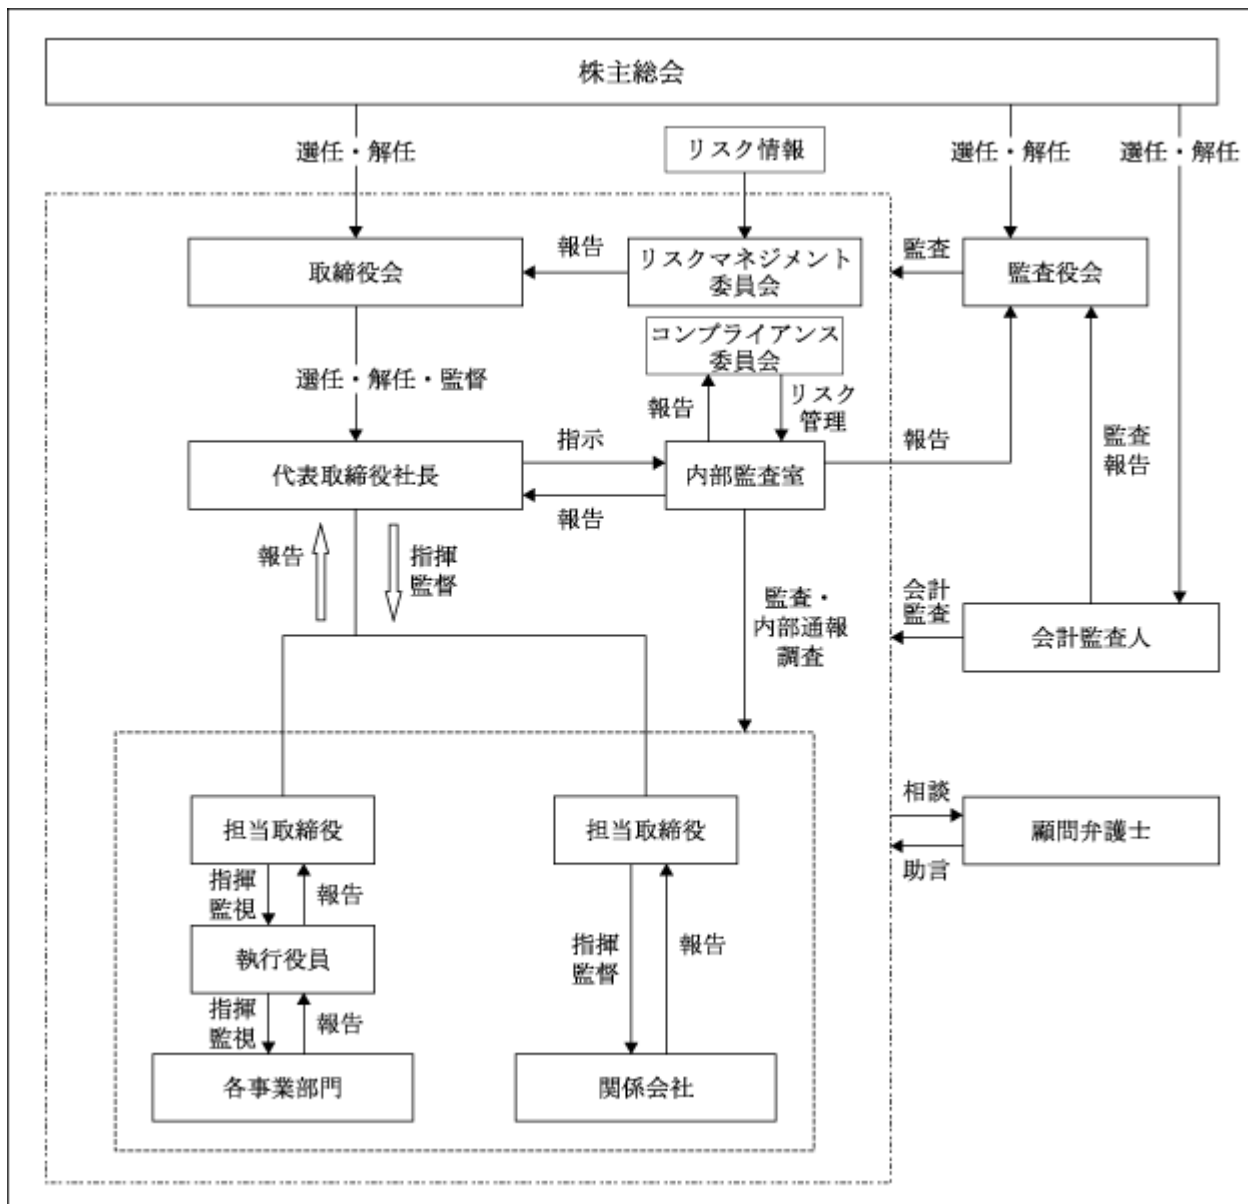 株主総会
選任・解任
リスク情報
選任・解任
選任・解任
取締役会
報告
リスクマネジメント
委員会
監査
監査役会
コンプライアンス
委員会
選任・解任・監督
報告
リスク
管理
代表取締役社長
指示
報告
内部監査室
報告
監査
報告
報告
指揮
監督
監査・
内部通報
調査
会計
監査
会計監査人
担当取締役
担当取締役
相談
助言
顧問弁護士
指揮
監視
報告
執行役員
指揮
監督
報告
指揮
監視
報告
各事業部門
関係会社